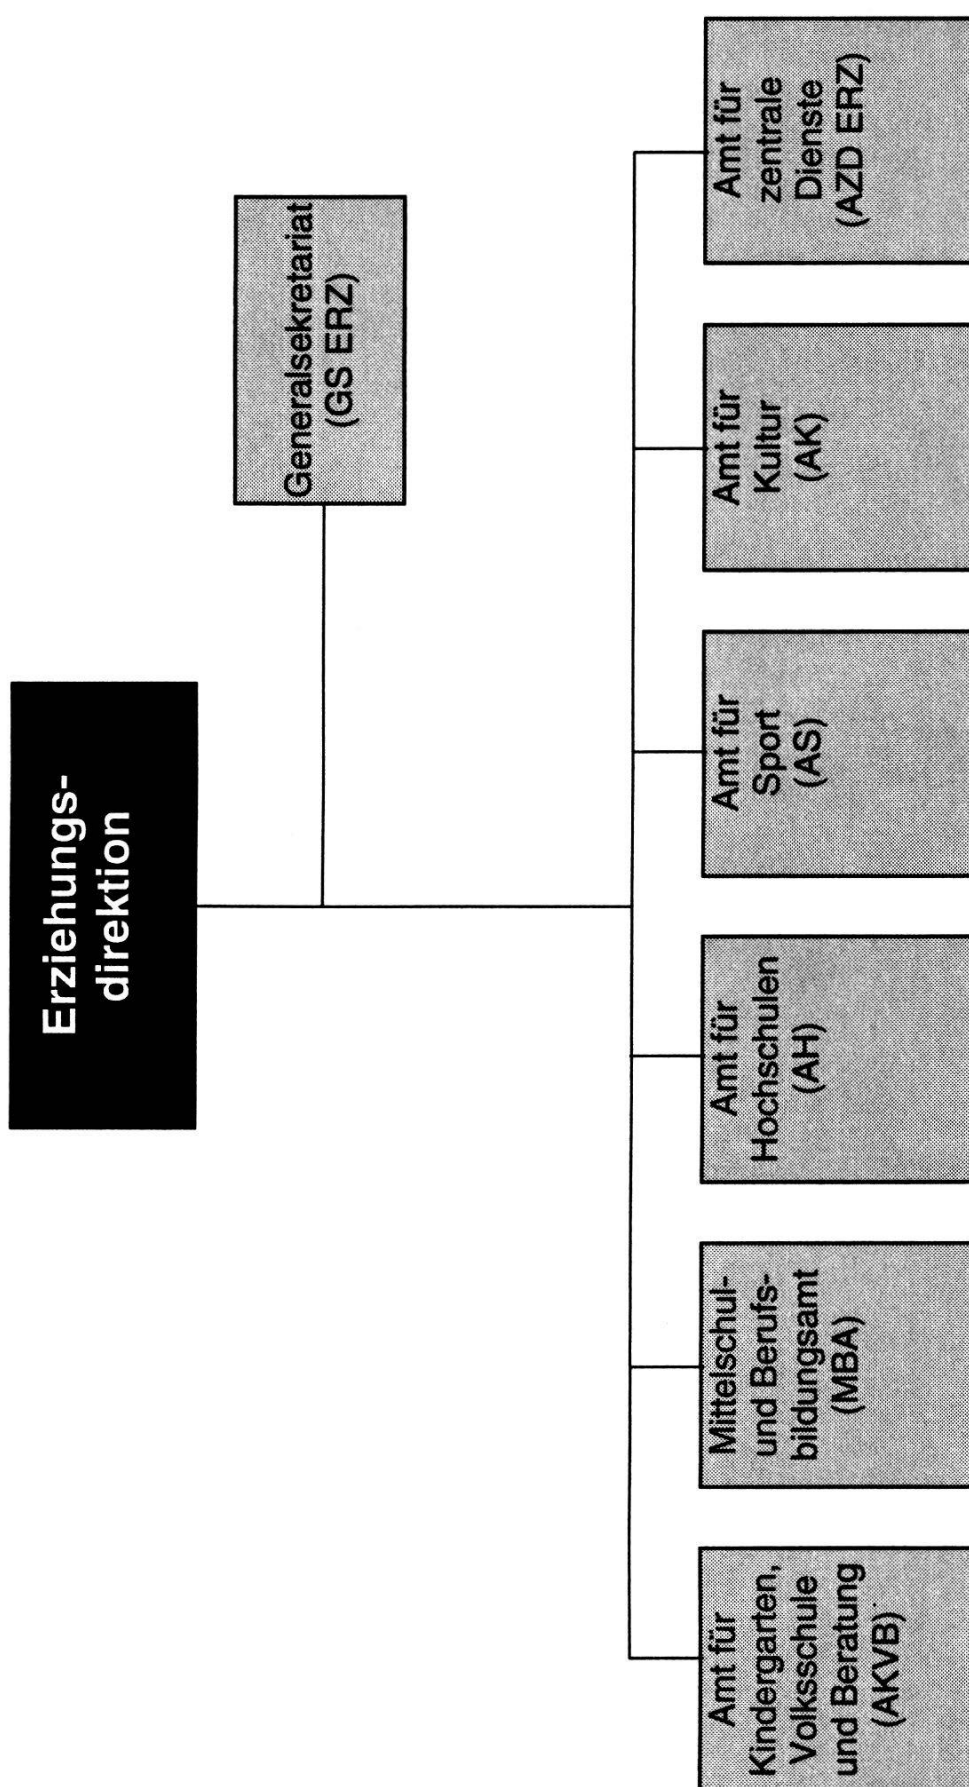 Erziehungs-
direktion
Generalsekretariat
(GS ERZ)
Amt für
Kindergarten,
Volksschule
und Beratung
(AKVB)
Mittelschul-
und Berufs-
bildungsamt
(MBA)
Amt für
Hochschulen
(AH)
Amt für
Sport
(AS)
Amt für
Kultur
(AK)
Amt für
zentrale
Dienste
(AZD ERZ)